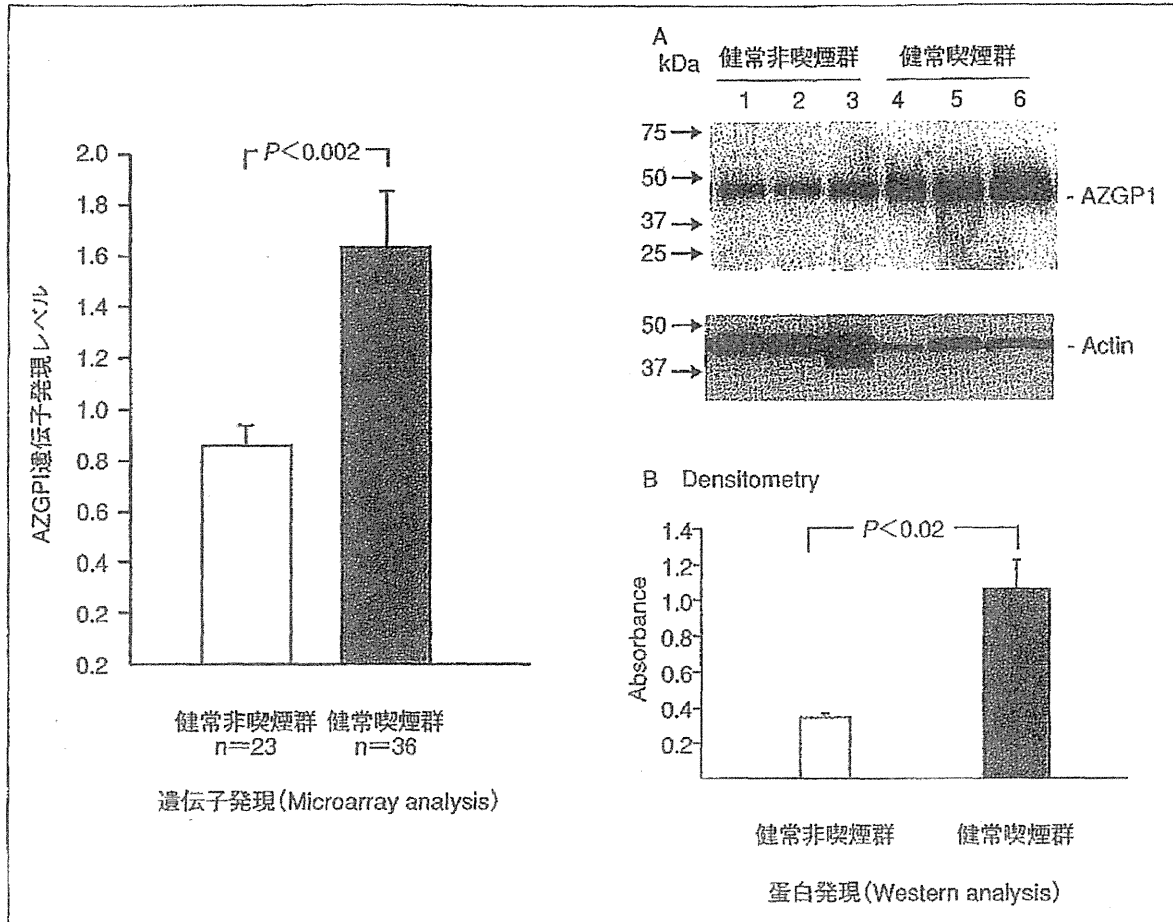 P<0.002
2.0
1.8
1.6
1.4
1.2
1.0
0.8
0.6
0.4
0.2
0.2
AZGPI遺伝子発現レベル
健常非喫煙群 健常喫煙群
n=23 n=36
遺伝子発現(Microarray analysis)
A
kDa 健常非喫煙群 健常喫煙群
1 2 3 4 5 6
75→
50→
- AZGP1
37→
25→
50→
- Actin
37→
B Densitometry
P<0.02
1.4
1.2
1.0
0.8
0.6
0.4
0.2
Absorbance
健常非喫煙群 健常喫煙群
蛋白発現(Western analysis)